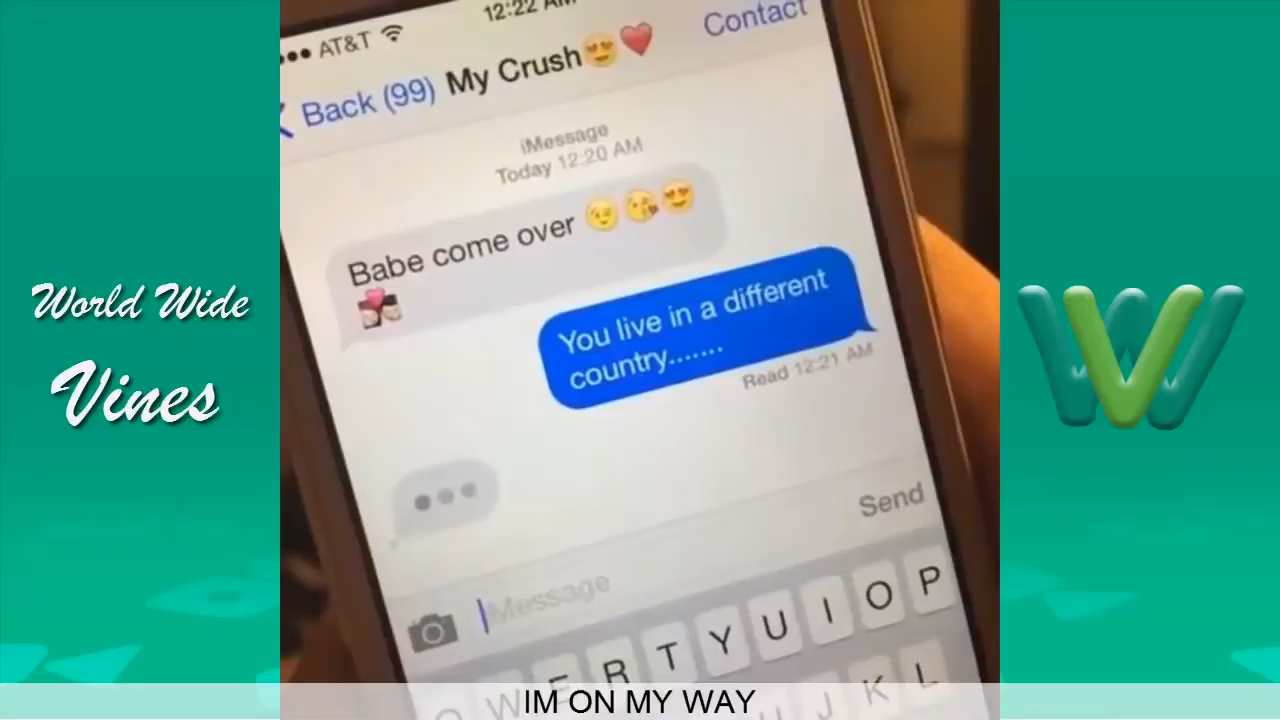 12:22 AM
AT&T
Back (99) My Crush😍❤️ Contact
iMessage
Today 12:20 AM
Babe come over 😉😘😍
💏
You live in a different
country.......
Read 12:21 AM
Message
Send
W E R T Y U I O P
J K L
World Wide
Vines
W
IM ON MY WAY